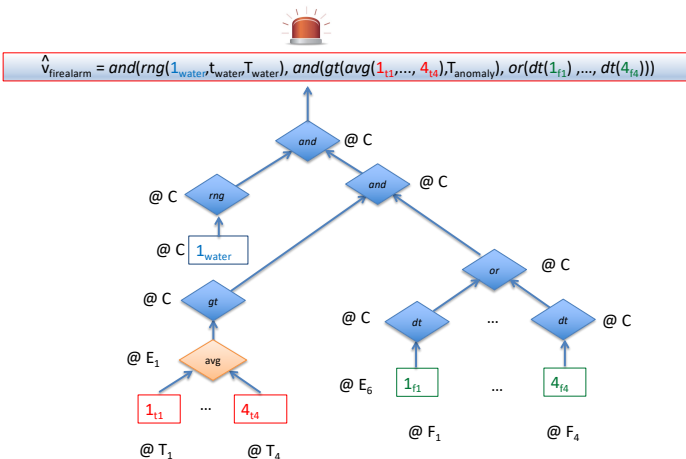 v̂firealarm = and(rng(1water,twater,Twater), and(gt(avg(1t1,..., 4t4),Tanomaly), or(dt(1f1) ,..., dt(4f4)))
and @ C
and @ C
@ C rng
@ C 1water
or @ C
@ C gt
@ C dt ... dt @ C
@ E1 avg
@ E6 1f1 ... 4f4
1t1 ... 4t4
@ F1 @ F4
@ T1 @ T4